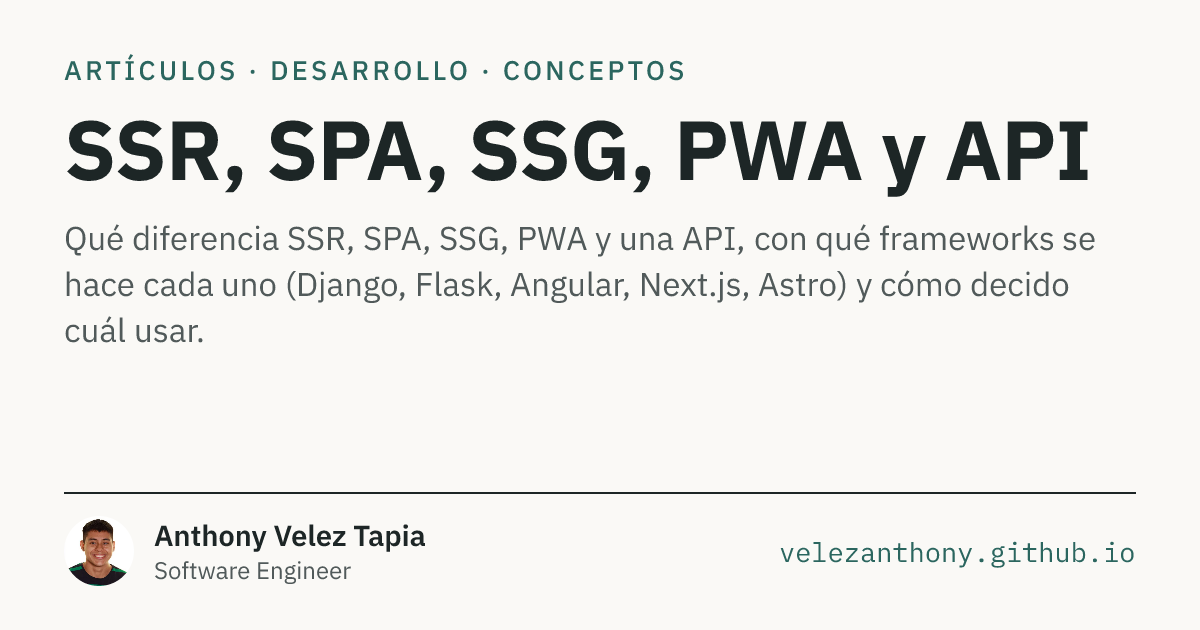 ARTÍCULOS · DESARROLLO · CONCEPTOS
SSR, SPA, SSG, PWA y API
Qué diferencia SSR, SPA, SSG, PWA y una API, con qué frameworks se
hace cada uno (Django, Flask, Angular, Next.js, Astro) y cómo decido
cuál usar.
Anthony Velez Tapia
Software Engineer
velezanthony.github.io